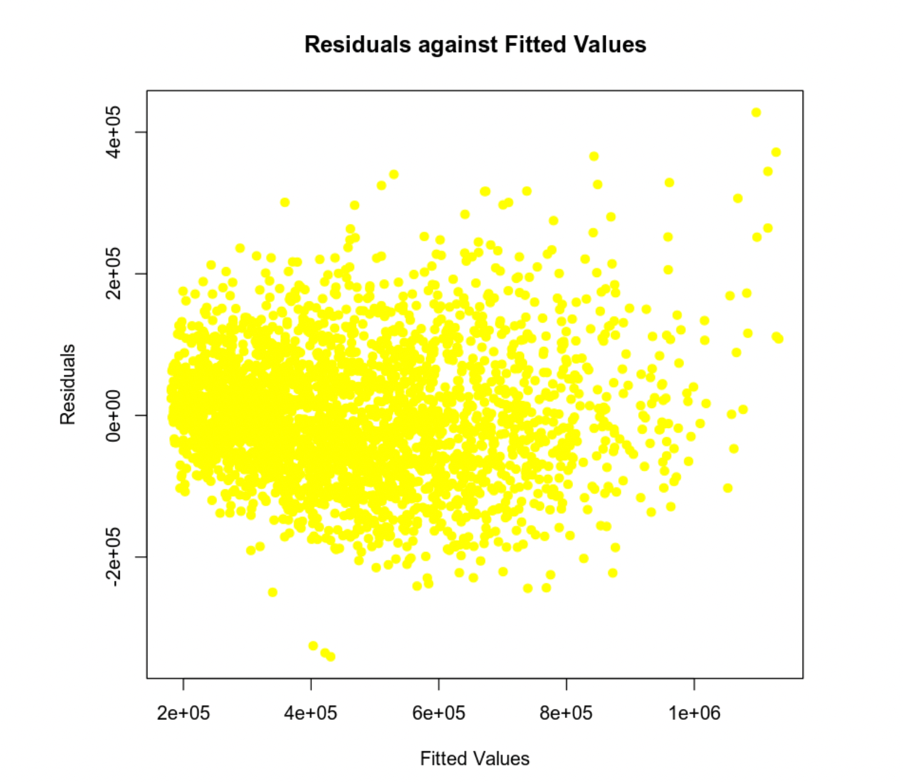 Residuals against Fitted Values
4e+05
2e+05
0e+00
-2e+05
Residuals
2e+05 4e+05 6e+05 8e+05 1e+06
Fitted Values